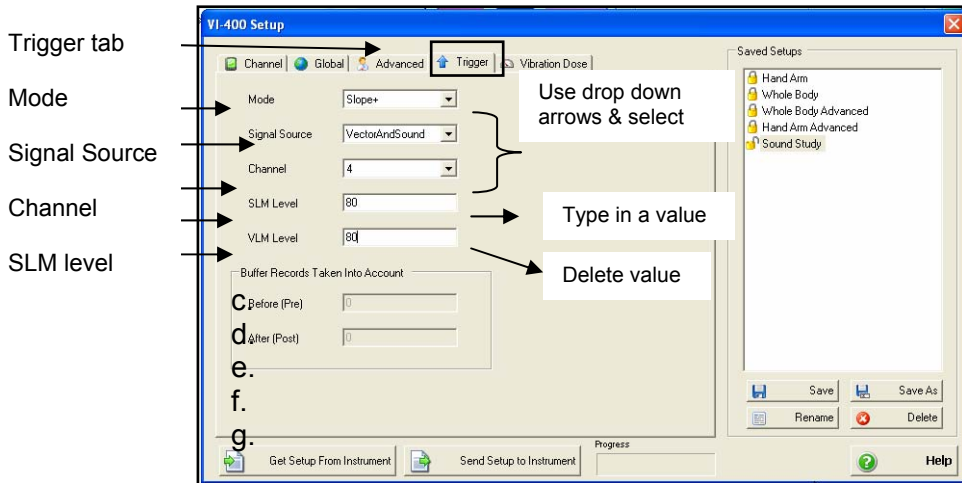 Trigger tab
Mode
Signal Source
Channel
SLM level
VI-400 Setup
Channel Global Advanced Trigger Vibration Dose
Mode Slope+
Signal Source VectorAndSound
Channel 4
SLM Level 80
VLM Level 80
Buffer Records Taken Into Account
Before (Pre) 0
After (Post) 0
c.
d.
e.
f.
g.
Use drop down
arrows & select
Type in a value
Delete value
Get Setup From Instrument
Send Setup to Instrument
Progress
Saved Setups
Hand Arm
Whole Body
Whole Body Advanced
Hand Arm Advanced
Sound Study
Save Save As
Rename Delete
Help